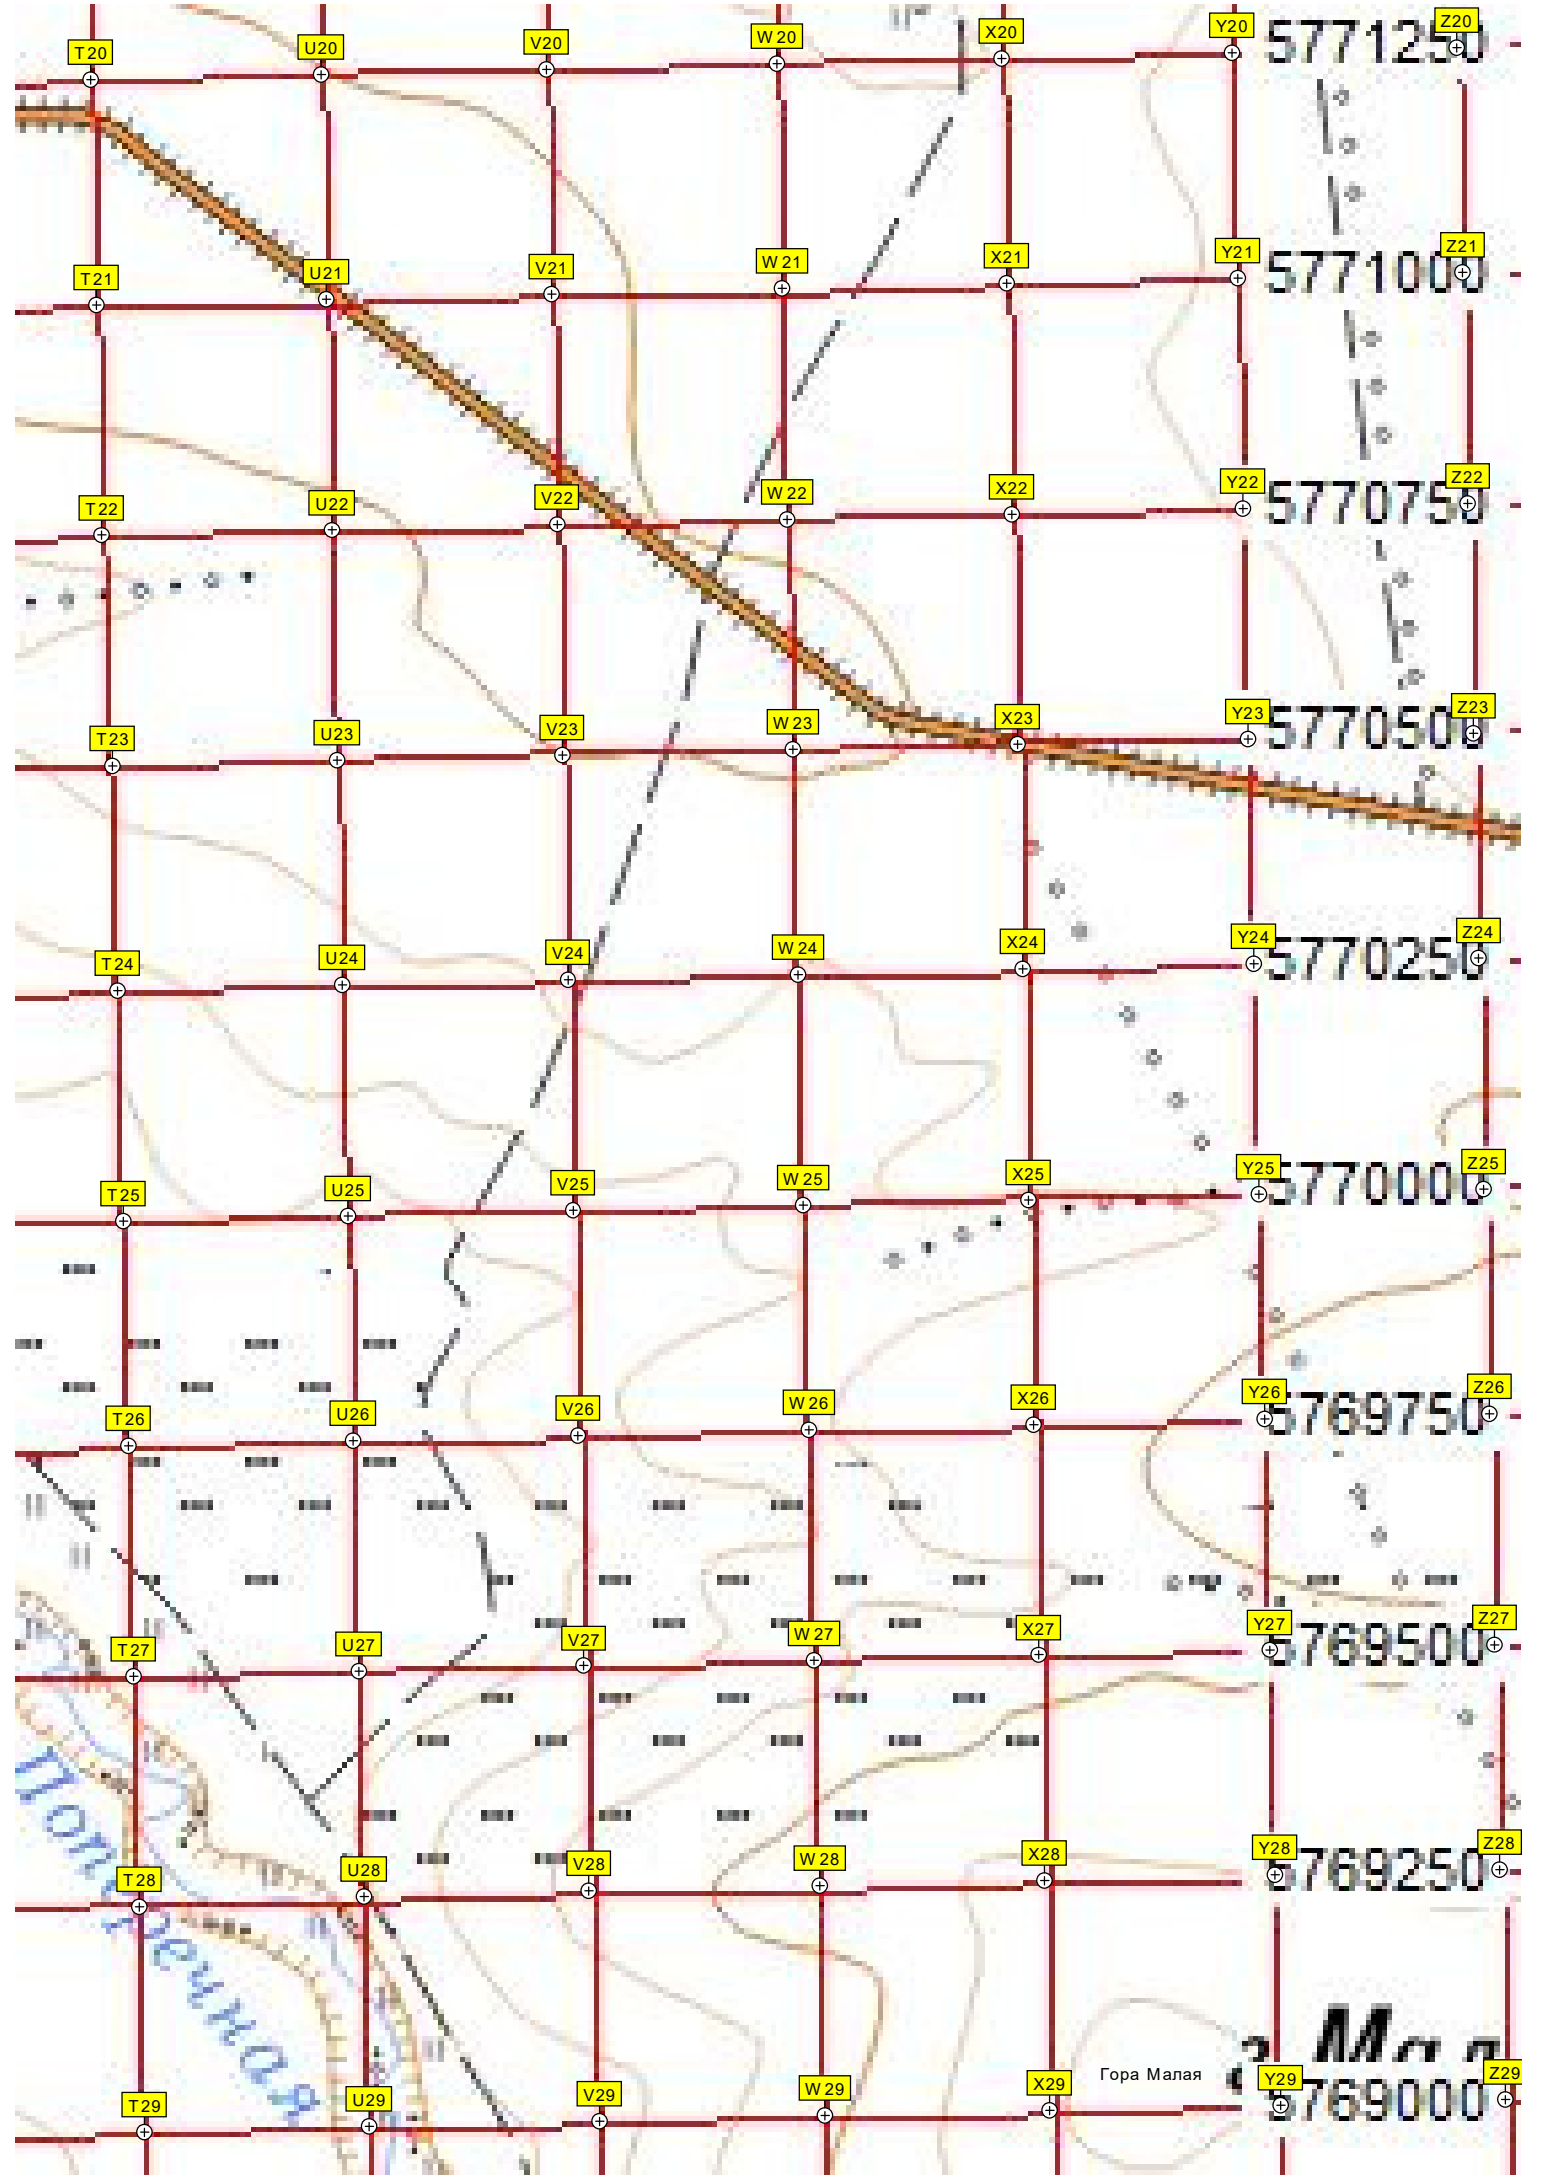 T20 U20 V20 W20 X20 Y20 5771250 Z20
T21 U21 V21 W21 X21 Y21 5771000 Z21
T22 U22 V22 W22 X22 Y22 5770750 Z22
T23 U23 V23 W23 X23 Y23 5770500 Z23
T24 U24 V24 W24 X24 Y24 5770250 Z24
T25 U25 V25 W25 X25 Y25 5770000 Z25
T26 U26 V26 W26 X26 Y26 5769750 Z26
T27 U27 V27 W27 X27 Y27 5769500 Z27
T28 U28 V28 W28 X28 Y28 5769250 Z28
Гора Малая
T29 U29 V29 W29 X29 Y29 5769000 Z29